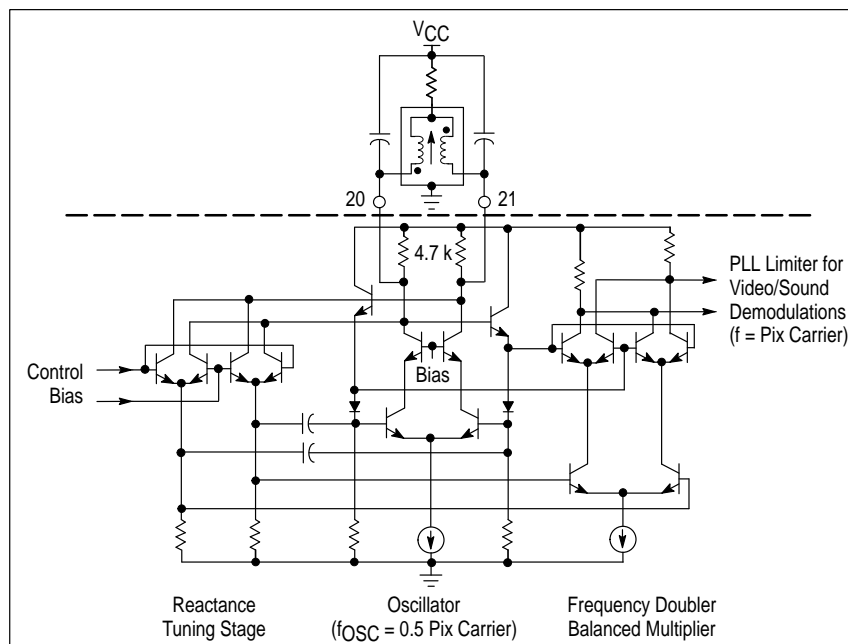 VCC
20
21
4.7 k
PLL Limiter for
Video/Sound
Demodulations
(f = Pix Carrier)
Control
Bias
Bias
Reactance
Tuning Stage
Oscillator
(fOSC = 0.5 Pix Carrier)
Frequency Doubler
Balanced Multiplier